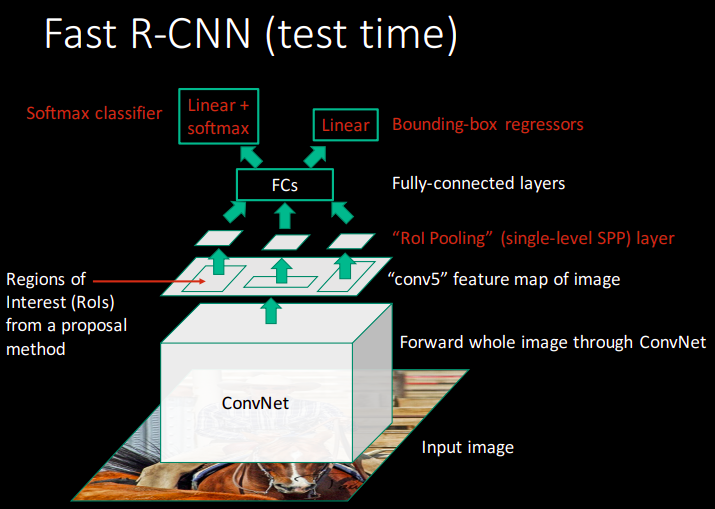 Fast R-CNN (test time)
Softmax classifier
Linear +
softmax
Linear
Bounding-box regressors
FCs
Fully-connected layers
“RoI Pooling” (single-level SPP) layer
Regions of
Interest (RoIs)
from a proposal
method
“conv5” feature map of image
Forward whole image through ConvNet
ConvNet
Input image